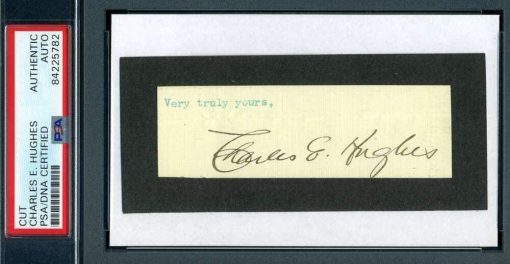 CUT
CHARLES E. HUGHES
PSA/DNA CERTIFIED
AUTHENTIC
AUTO
84225782
PSA
Very truly yours,
Charles E. Hughes